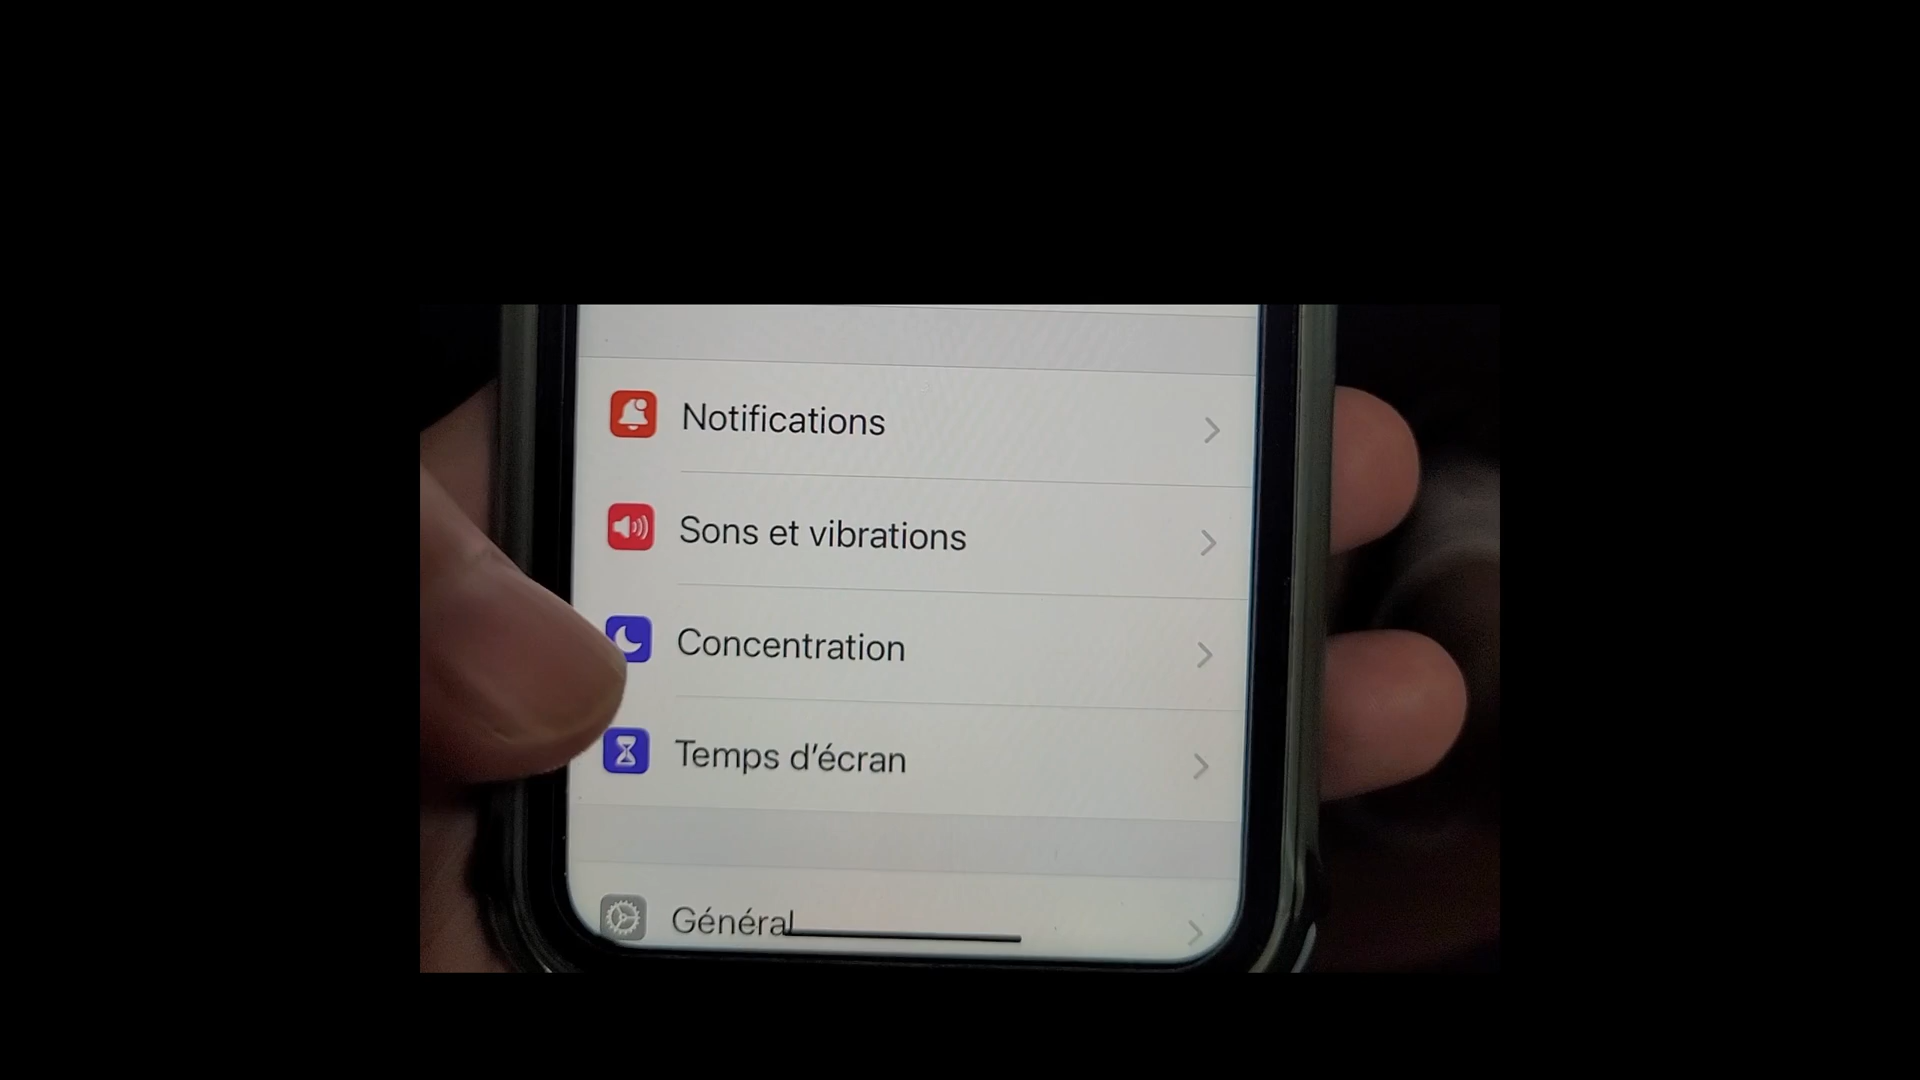 Notifications
Sons et vibrations
Concentration
Temps d'écran
Général